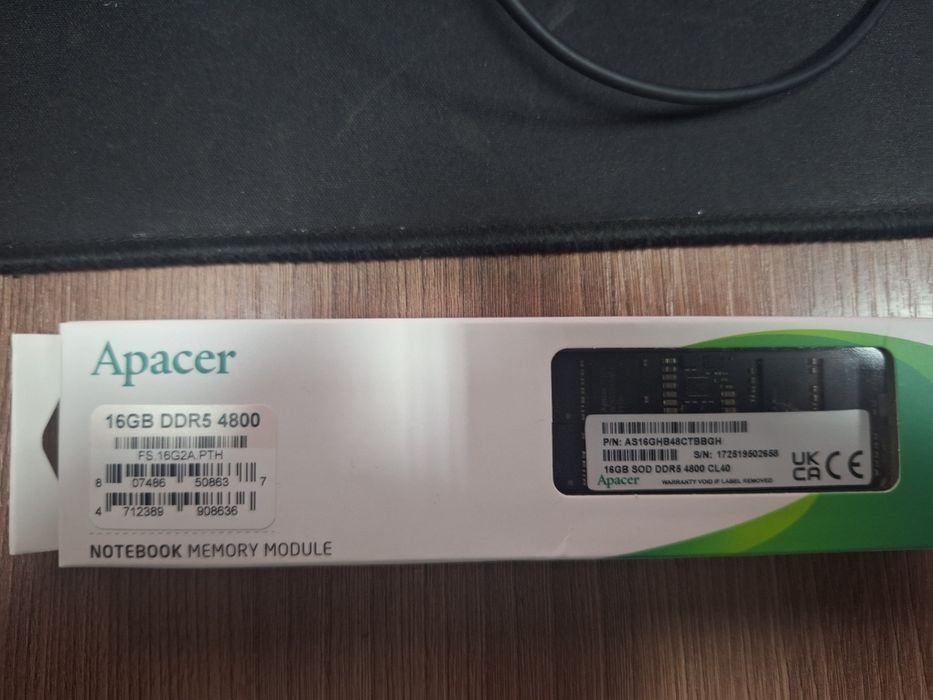 Apacer
16GB DDR5 4800
FS.16G2A.PTH
8 07486 50863 7
4 712389 908636
NOTEBOOK MEMORY MODULE
P/N: AS16GHB48CTBBGH
S/N: 172519502658
16GB SOD DDR5 4800 CL40
Apacer
WARRANTY VOID IF LABEL REMOVED
UK
CA
CE